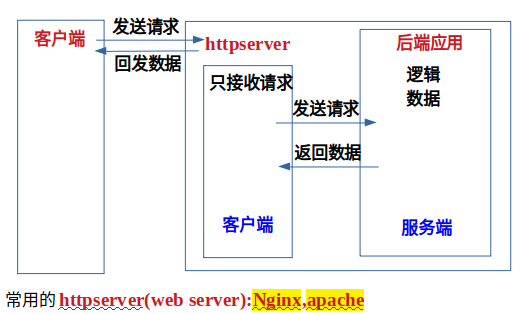 客户端
发送请求
回发数据
httpserver
只接收请求
客户端
发送请求
返回数据
后端应用
逻辑
数据
服务端
常用的httpserver(web server):Nginx,apache